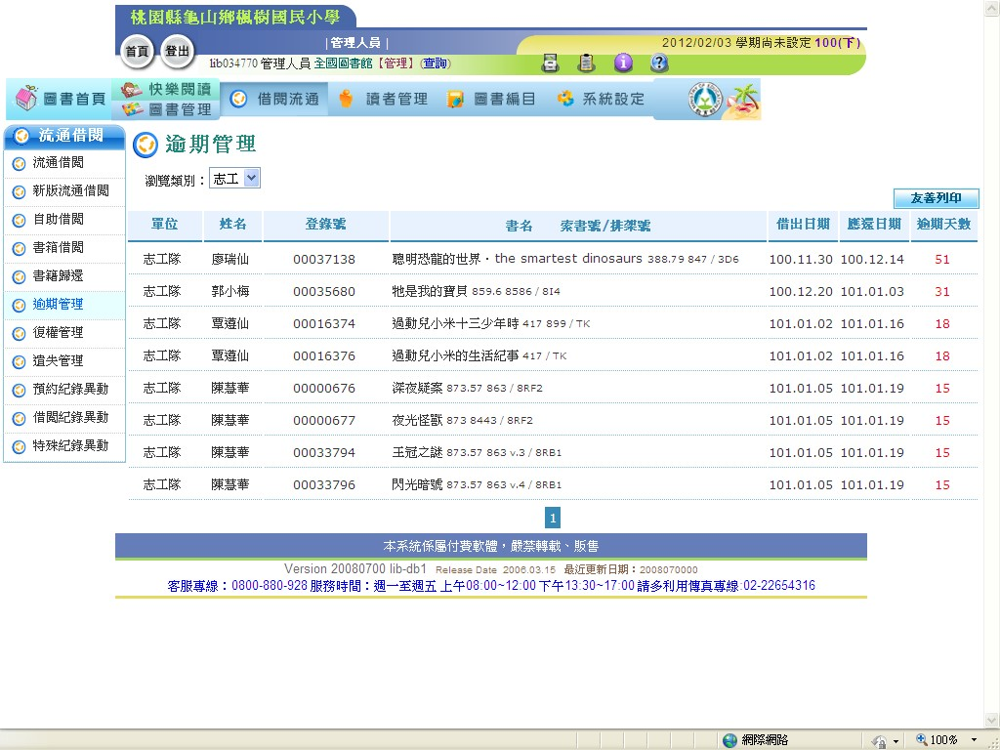 桃園縣龜山鄉楓樹國民小學
首頁 登出 | 管理人員 |
2012/02/03 學期尚未設定 100(下)
lib034770 管理人員 全國圖書館【管理】(查詢)
圖書首頁 快樂閱讀 圖書管理 借閱流通 讀者管理 圖書編目 系統設定
流通借閱
流通借閱
新版流通借閱
自助借閱
書箱借閱
書籍歸還
逾期管理
復權管理
遺失管理
預約紀錄異動
借閱紀錄異動
特殊紀錄異動
逾期管理
瀏覽類別：志工
友善列印
單位 姓名 登錄號 書名 索書號/排架號 借出日期 應還日期 逾期天數
志工隊 廖瑞仙 00037138 聰明恐龍的世界‧the smartest dinosaurs 388.79 847 / 3D6 100.11.30 100.12.14 51
志工隊 郭小梅 00035680 牠是我的寶貝 859.6 8586 / 8I4 100.12.20 101.01.03 31
志工隊 覃遵仙 00016374 過動兒小米十三少年時 417 899 / TK 101.01.02 101.01.16 18
志工隊 覃遵仙 00016376 過動兒小米的生活紀事 417 / TK 101.01.02 101.01.16 18
志工隊 陳慧華 00000676 深夜疑案 873.57 863 / 8RF2 101.01.05 101.01.19 15
志工隊 陳慧華 00000677 夜光怪獸 873 8443 / 8RF2 101.01.05 101.01.19 15
志工隊 陳慧華 00033794 王冠之謎 873.57 863 v.3 / 8RB1 101.01.05 101.01.19 15
志工隊 陳慧華 00033796 閃光暗號 873.57 863 v.4 / 8RB1 101.01.05 101.01.19 15
1
本系統係屬付費軟體，嚴禁轉載、販售
Version 20080700 lib-db1 Release Date 2006.03.15 最近更新日期：2008070000
客服專線：0800-880-928 服務時間：週一至週五 上午08:00~12:00 下午13:30~17:00 請多利用傳真專線:02-22654316
網際網路 100%